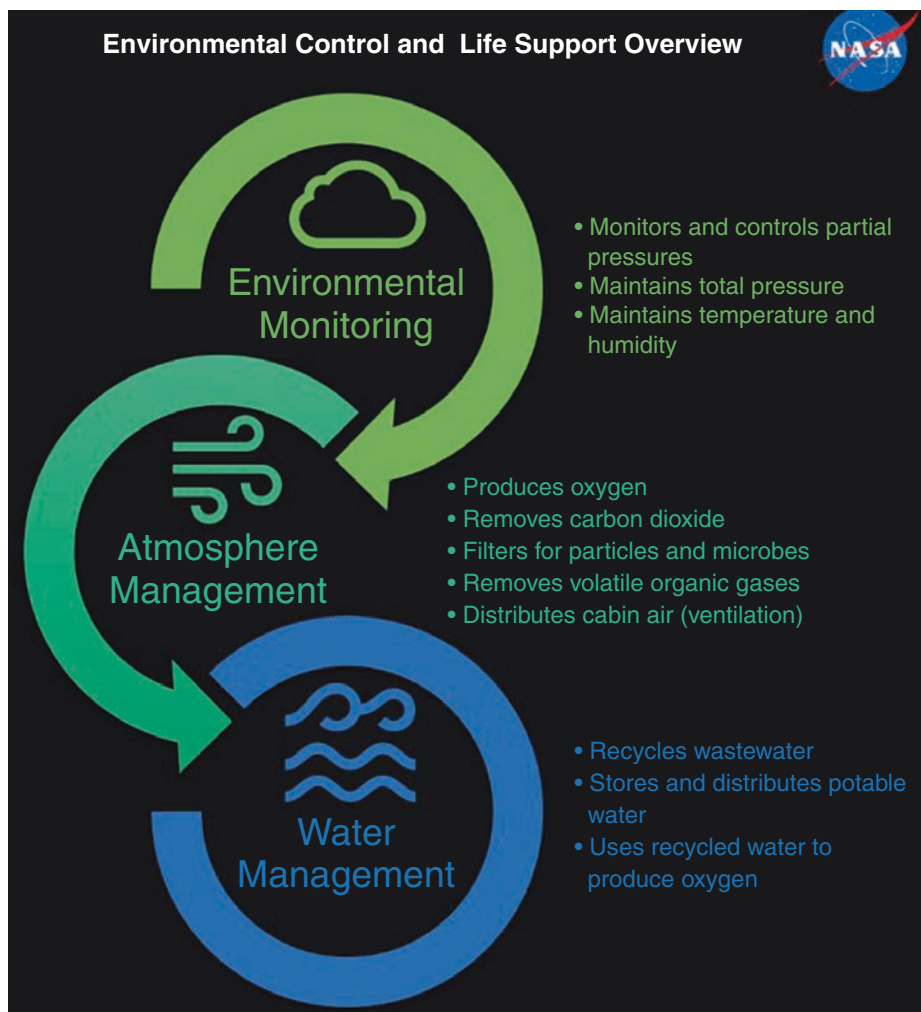 Environmental Control and Life Support Overview
NASA
Environmental
Monitoring
• Monitors and controls partial
pressures
• Maintains total pressure
• Maintains temperature and
humidity
Atmosphere
Management
• Produces oxygen
• Removes carbon dioxide
• Filters for particles and microbes
• Removes volatile organic gases
• Distributes cabin air (ventilation)
Water
Management
• Recycles wastewater
• Stores and distributes potable
water
• Uses recycled water to
produce oxygen